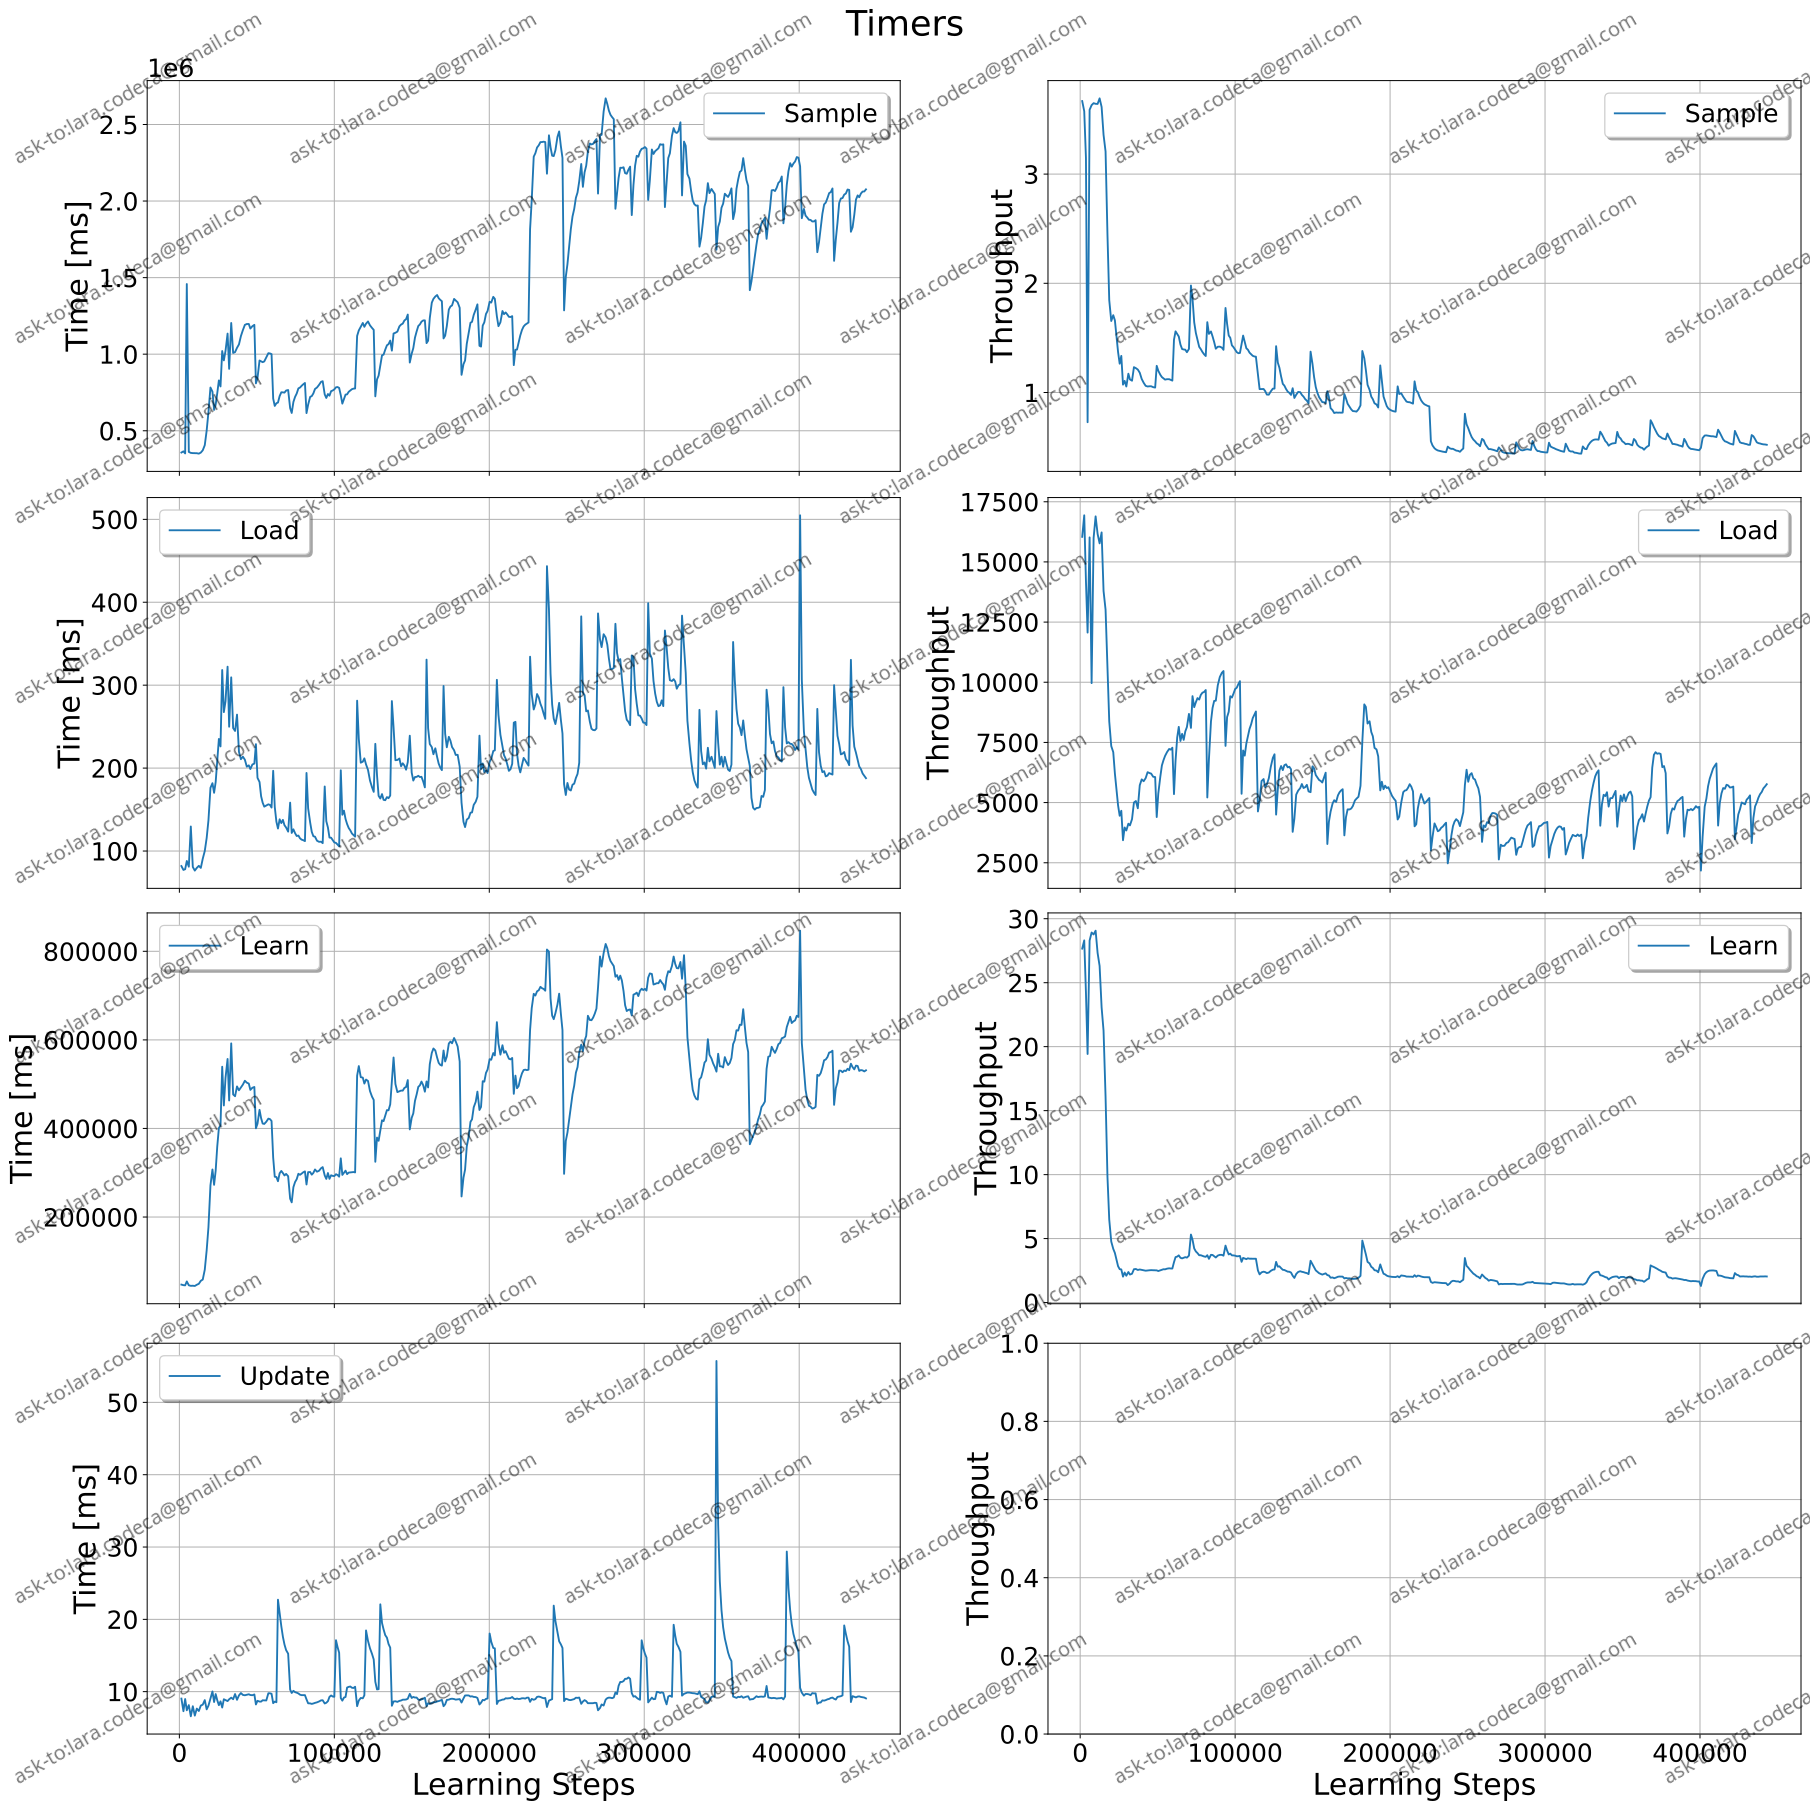 Timers
1e6
Time [ms]
2.5
2.0
1.5
1.0
0.5
Sample
Throughput
3
2
1
Sample
Time [ms]
500
400
300
200
100
Load
Throughput
17500
15000
12500
10000
7500
5000
2500
Load
Time [ms]
800000
600000
400000
200000
Learn
Throughput
30
25
20
15
10
5
0
Learn
Time [ms]
50
40
30
20
10
Update
0 100000 200000 300000 400000
Learning Steps
Throughput
1.0
0.8
0.6
0.4
0.2
0.0
0 100000 200000 300000 400000
Learning Steps
ask-to:lara.codeca@gmail.com